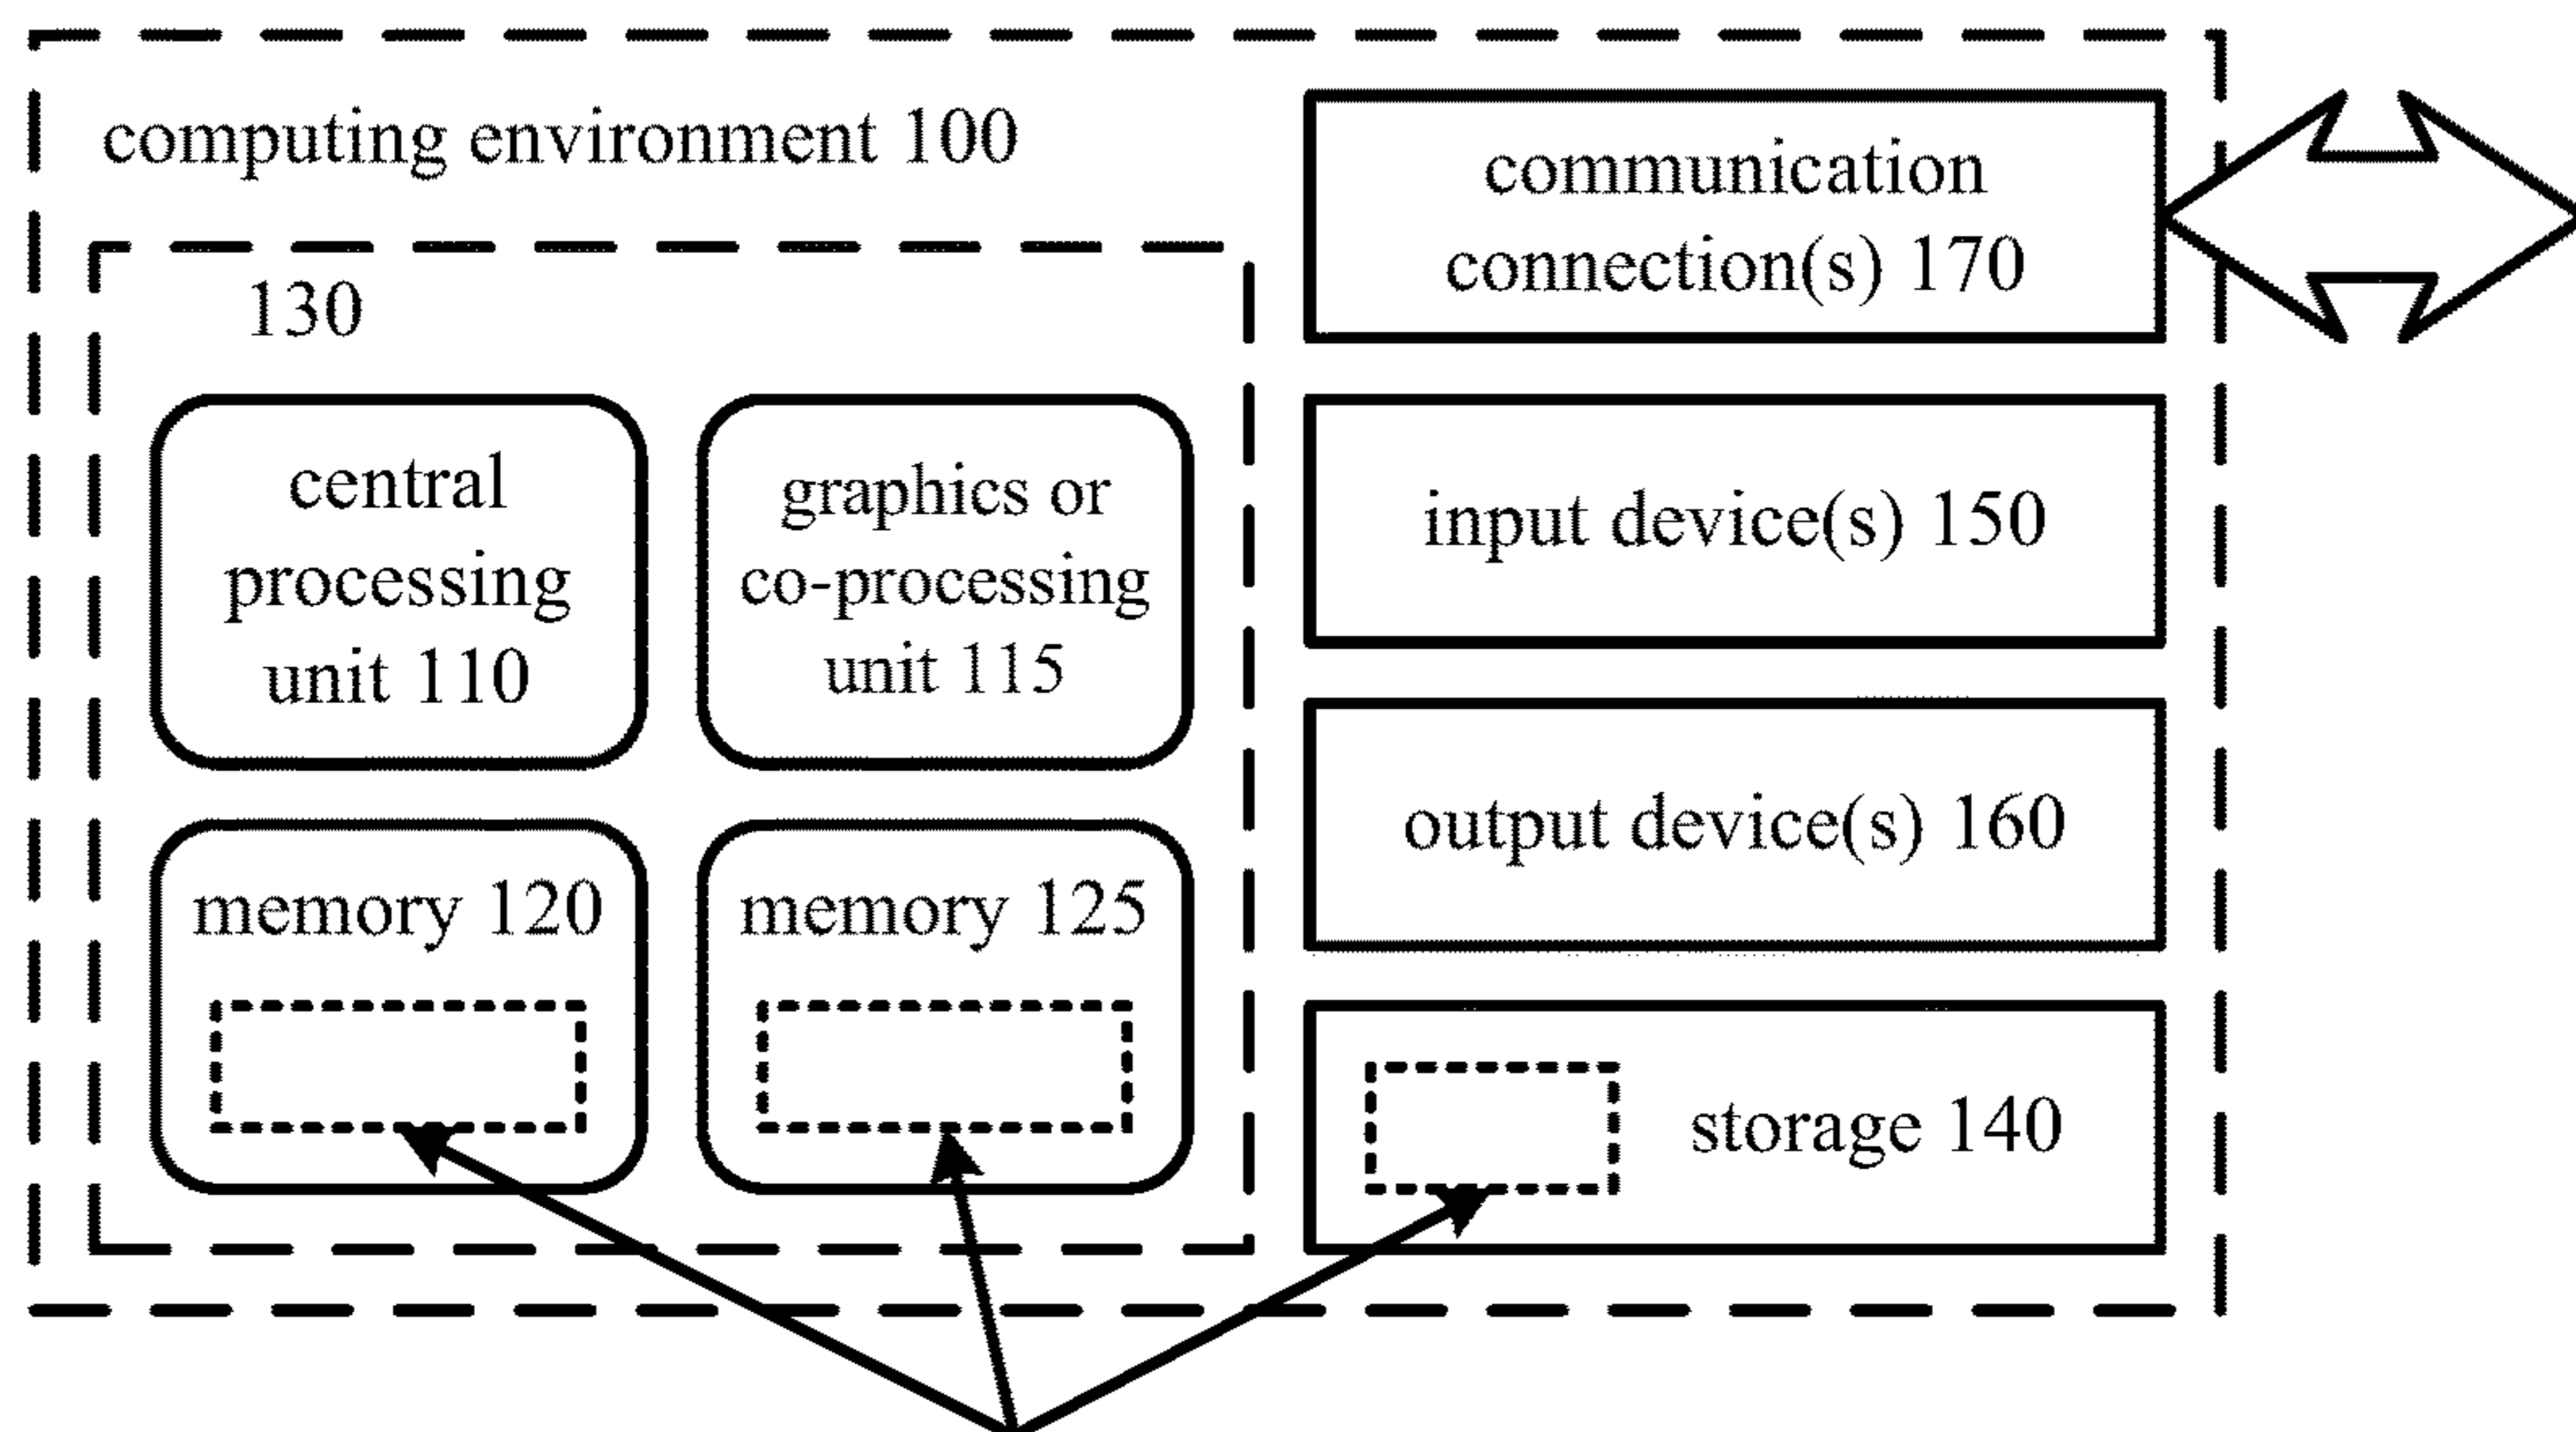 computing environment 100
130
central
processing
unit 110
graphics or
co-processing
unit 115
memory 120
memory 125
communication
connection(s) 170
input device(s) 150
output device(s) 160
storage 140